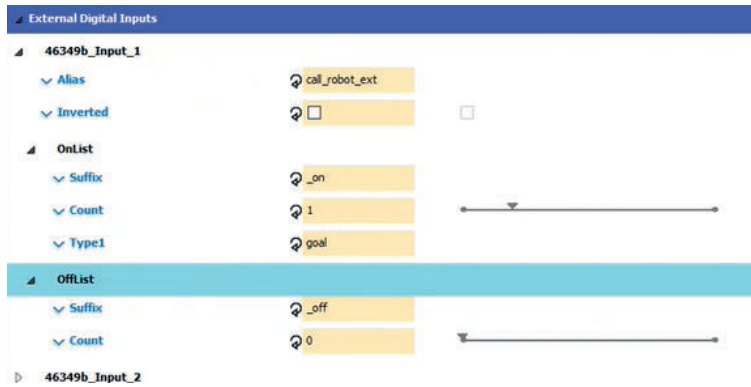 External Digital Inputs
46349b_Input_1
Alias call_robot_ext
Inverted
OnList
Suffix _on
Count 1
Type1 goal
OffList
Suffix _off
Count 0
46349b_Input_2